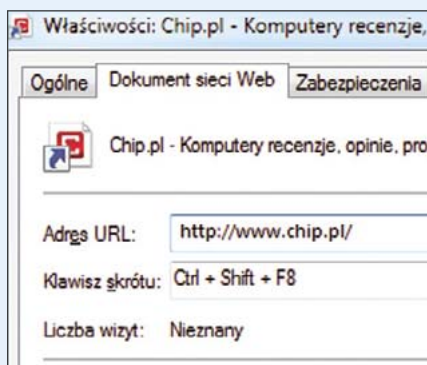 Właściwości: Chip.pl - Komputery recenzje,
Ogólne Dokument sieci Web Zabezpieczenia
Chip.pl - Komputery recenzje, opinie, pro
Adres URL: http://www.chip.pl/
Klawisz skrótu: Ctrl + Shift + F8
Liczba wizyt: Nieznany